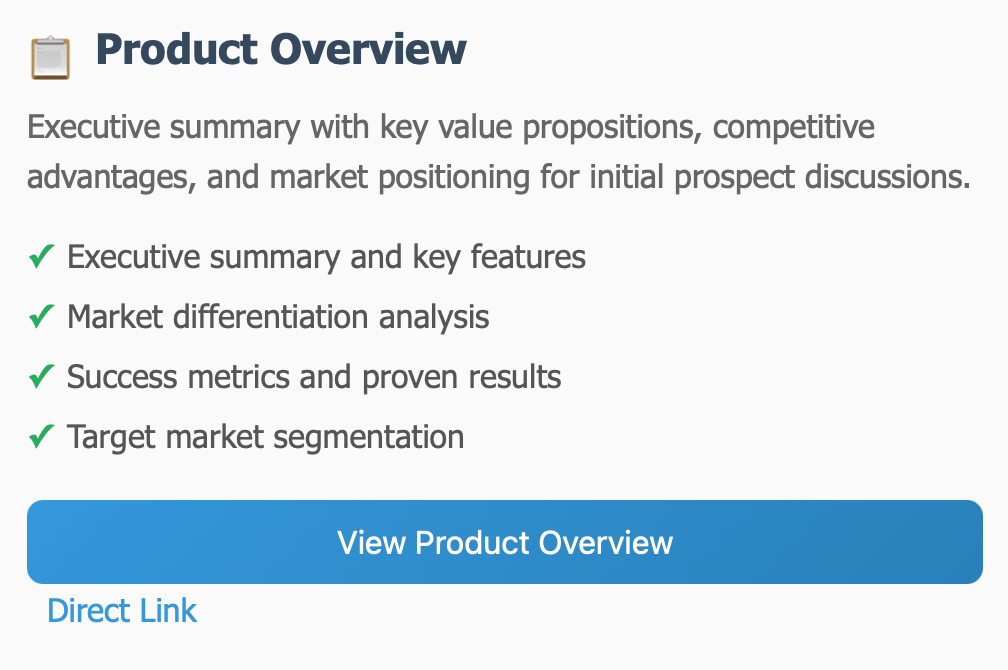 Product Overview
Executive summary with key value propositions, competitive
advantages, and market positioning for initial prospect discussions.
✓ Executive summary and key features
✓ Market differentiation analysis
✓ Success metrics and proven results
✓ Target market segmentation
View Product Overview
Direct Link